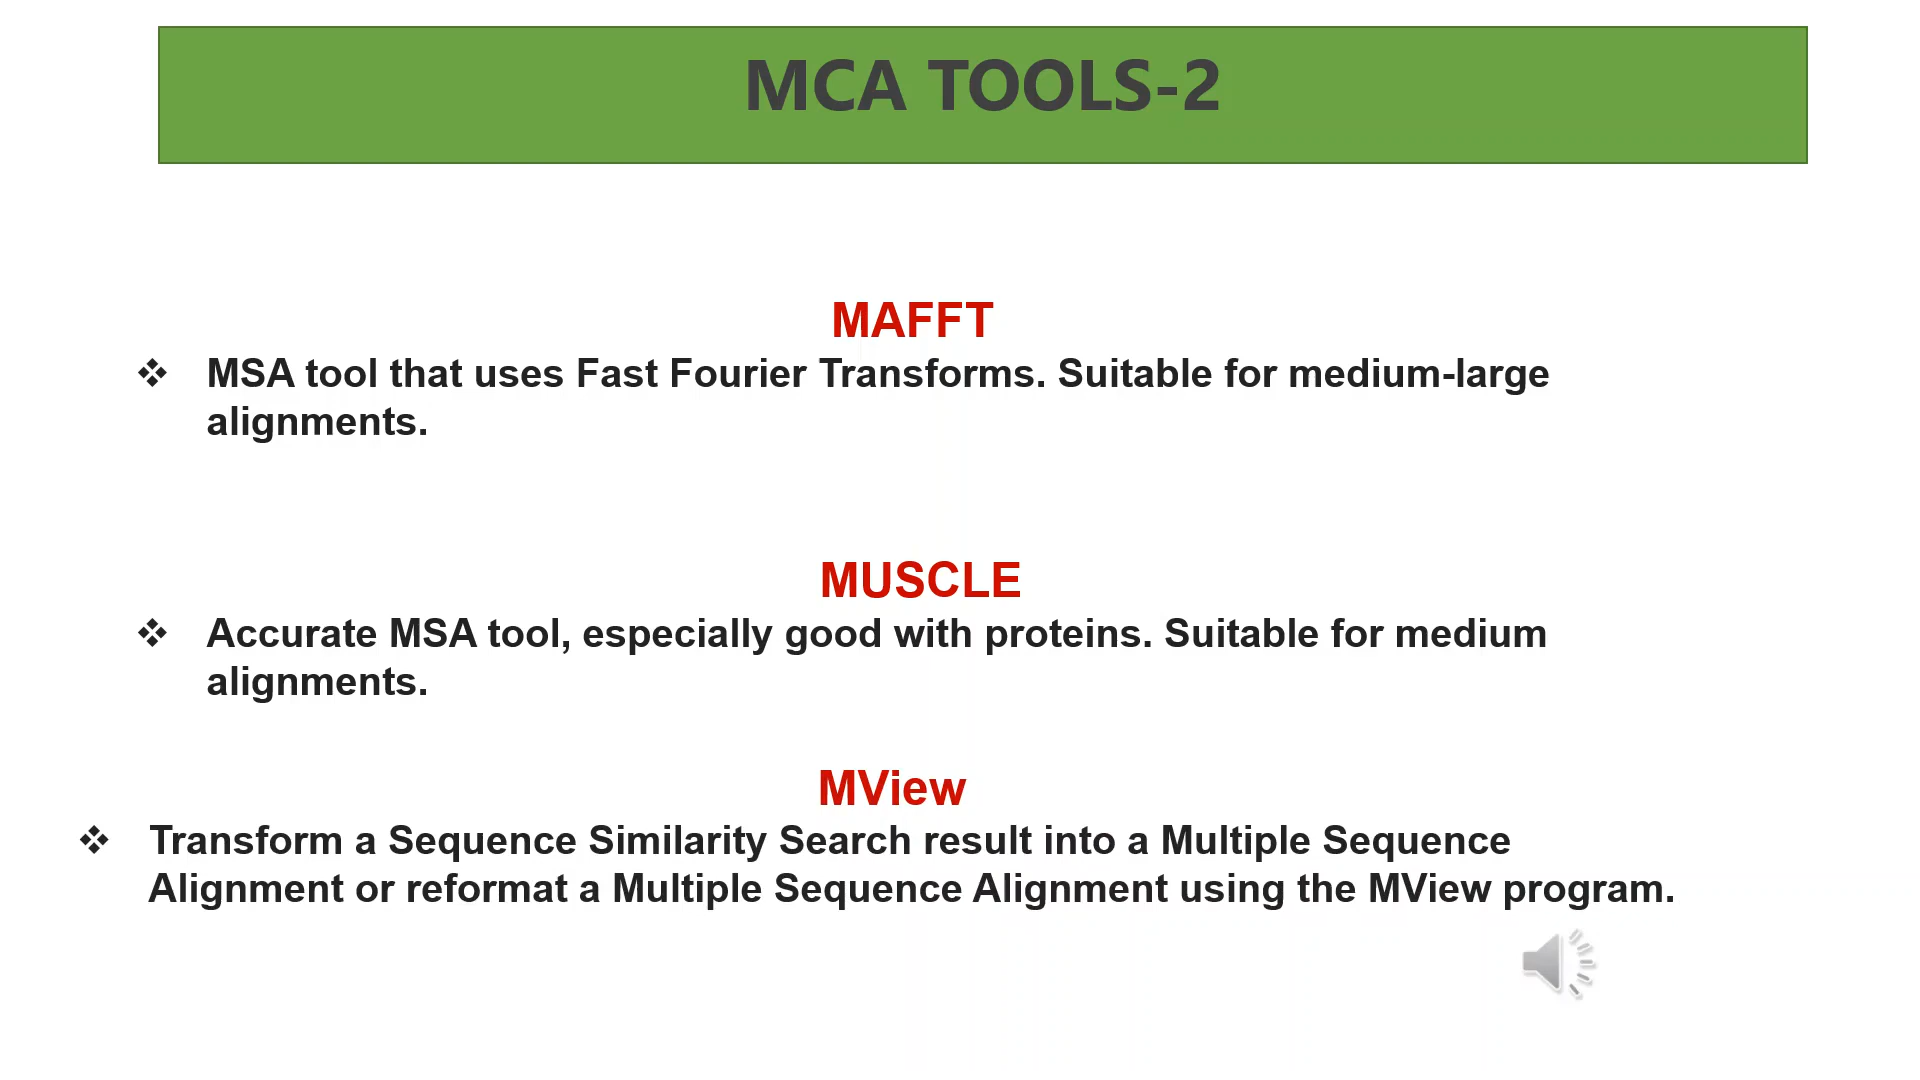 MCA TOOLS-2
MAFFT
❖ MSA tool that uses Fast Fourier Transforms. Suitable for medium-large
alignments.
MUSCLE
❖ Accurate MSA tool, especially good with proteins. Suitable for medium
alignments.
MView
❖ Transform a Sequence Similarity Search result into a Multiple Sequence
Alignment or reformat a Multiple Sequence Alignment using the MView program.